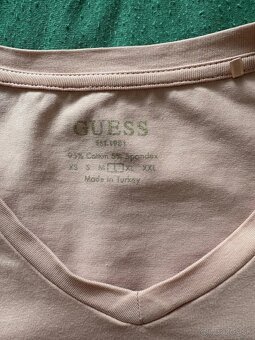 GUESS
EST. 1981
95% Cotton 5% Spandex
XS S M L XL XXL
Made in Turkey